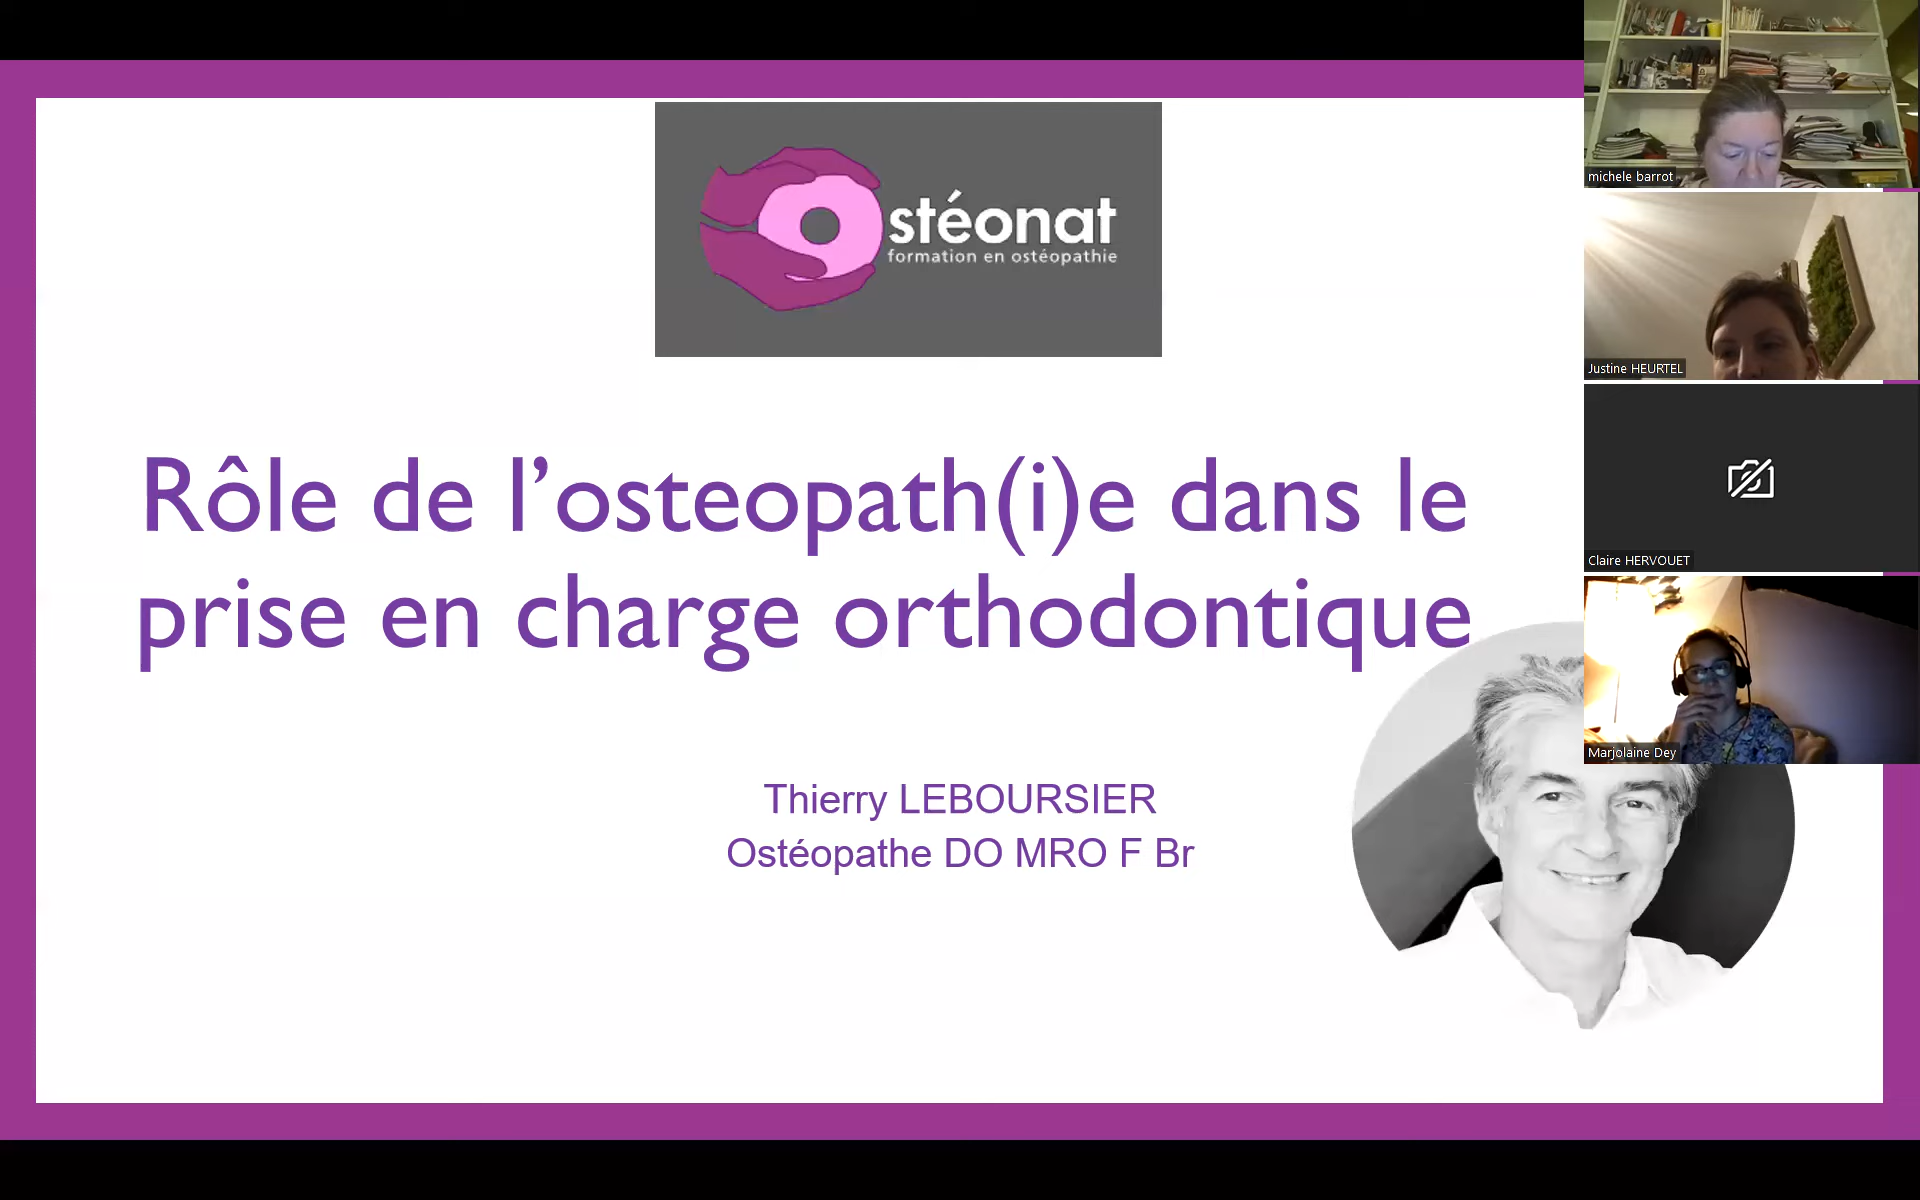 Ostéonat
formation en ostéopathie
Rôle de l’osteopath(i)e dans le
prise en charge orthodontique
Thierry LEBOURSIER
Ostéopathe DO MRO F Br
michele barrot
Justine HEURTEL
Claire HERVOUET
Marjolaine Dey